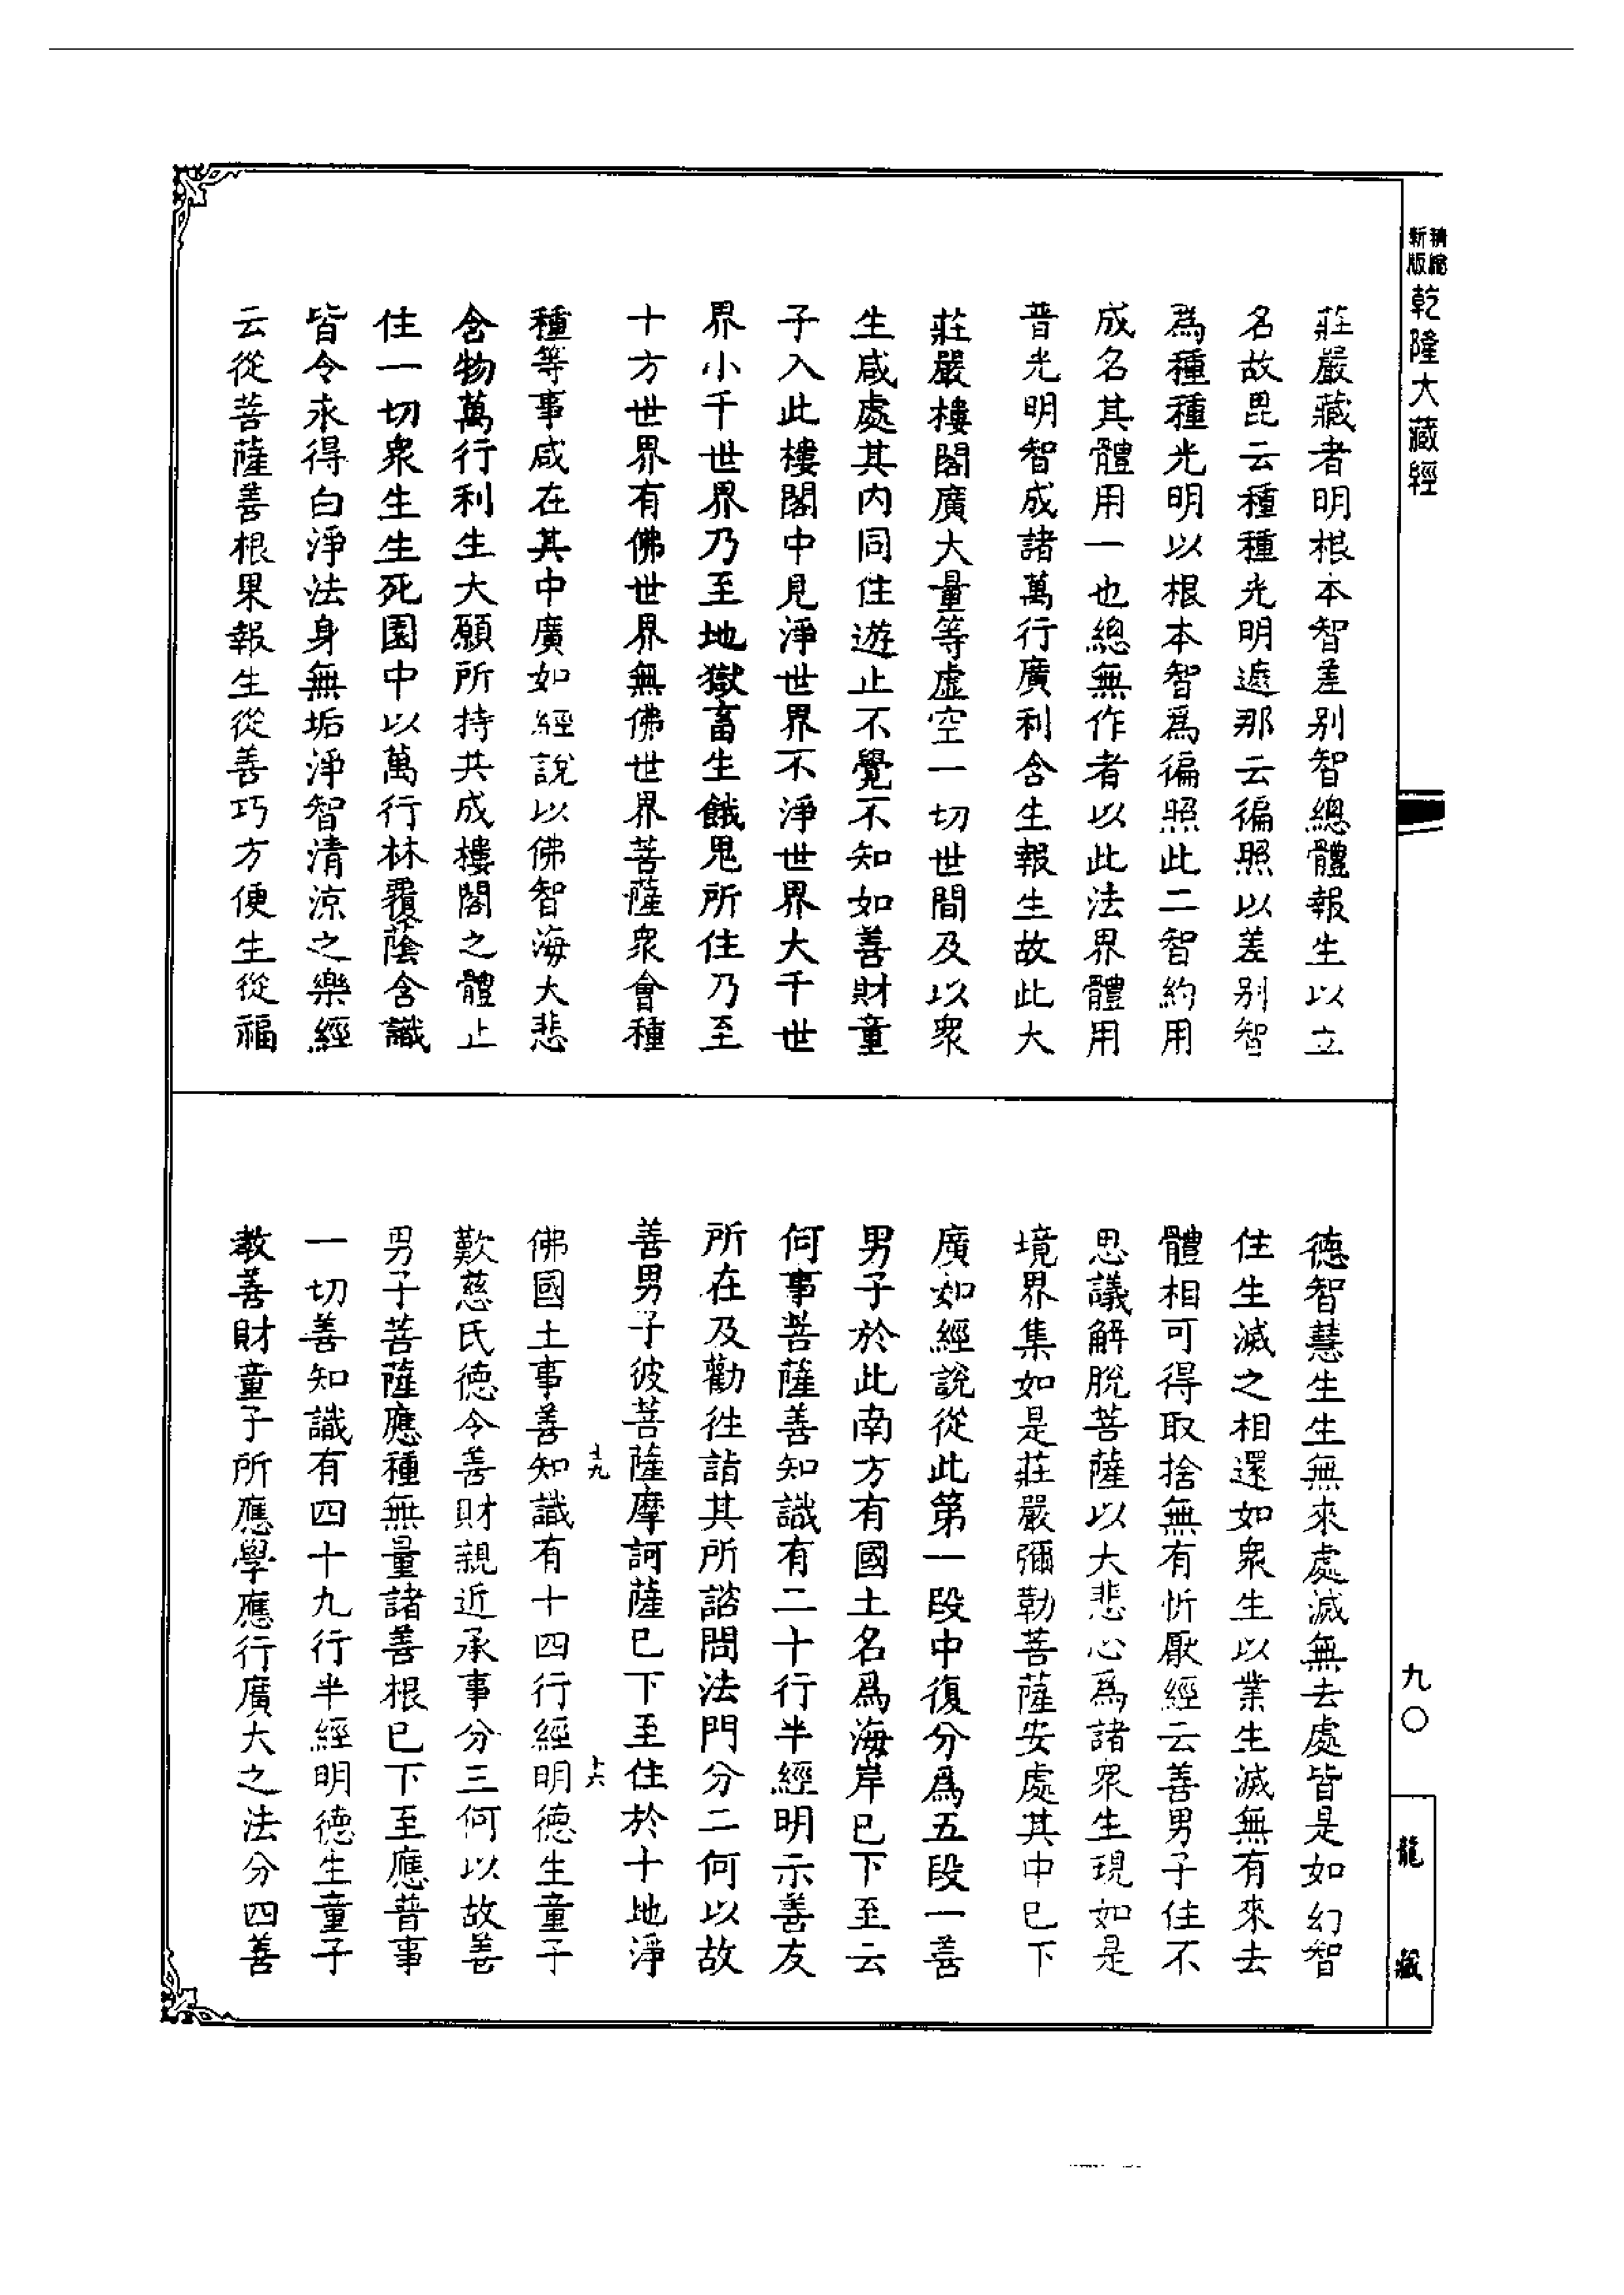 精縮
新版
乾隆大藏經
莊嚴藏者明根本智差別智總體報生以立
名故毘云種種光明遮那云徧照以差別智
爲種種光明以根本智爲徧照此二智約用
成名其體用一也總無作者以此法界體用
普光明智成諸萬行廣利含生報生故此大
莊嚴樓閣廣大量等虛空一切世間及以衆
生咸處其內同住遊止不覺不知如善財童
子入此樓閣中見淨世界不淨世界大千世
界小千世界乃至地獄畜生餓鬼所住乃至
十方世界有佛世界無佛世界菩薩衆會種
種等事咸在其中廣如經說以佛智海大悲
含物萬行利生大願所持共成樓閣之體止
住一切衆生生死園中以萬行林覆蔭含識
皆令永得白淨法身無垢淨智清涼之樂經
云從菩薩善根果報生從善巧方便生從福
德智慧生生無來處滅無去處皆是如幻智
住生滅之相還如衆生以業生滅無有來去
體相可得取捨無有忻厭經云善男子住不
思議解脫菩薩以大悲心爲諸衆生現如是
境界集如是莊嚴彌勒菩薩安處其中已下
廣如經說從此第一段中復分爲五段一善
男子於此南方有國土名爲海岸已下至云
何事菩薩善知識有二十行半經明示善友
所在及勸往詣其所諮問法門分二何以故
善男子彼菩薩摩訶薩已下至住於十地淨
十九
十六
佛國土事善知識有十四行經明德生童子
歎慈氏德令善財親近承事分三何以故善
男子菩薩應種無量諸善根已下至應普事
一切善知識有四十九行半經明德生童子
教善財童子所應學應行廣大之法分四善
九〇
龍藏